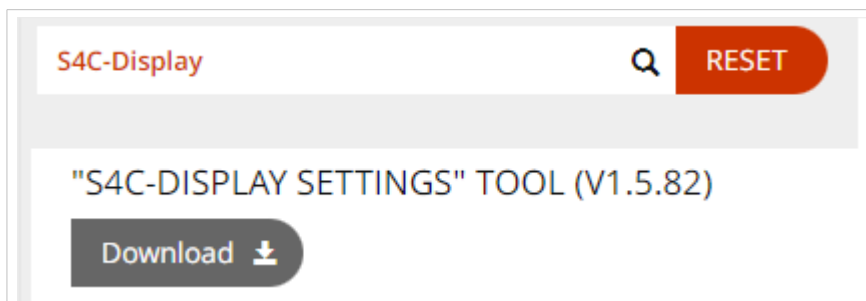 S4C-Display
RESET
"S4C-DISPLAY SETTINGS" TOOL (V1.5.82)
Download